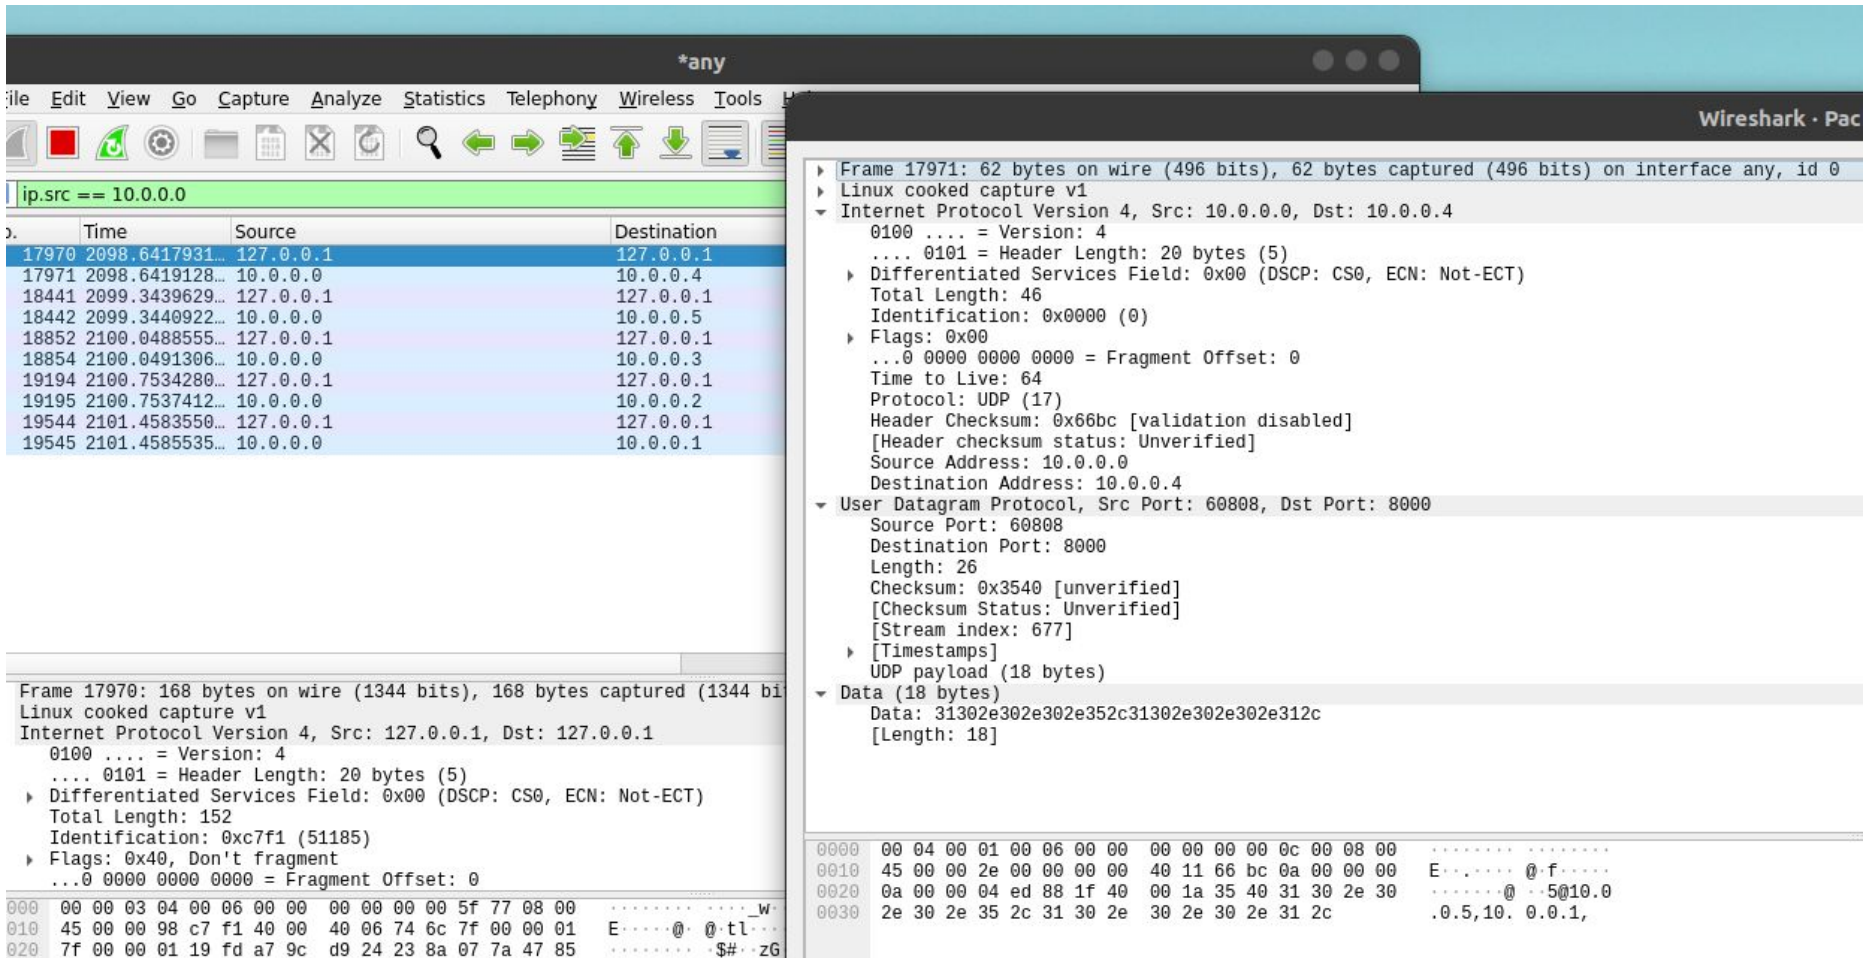 *any
ile Edit View Go Capture Analyze Statistics Telephony Wireless Tools
ip.src == 10.0.0.0
Time Source Destination
17970 2098.6417931… 127.0.0.1 127.0.0.1
17971 2098.6419128… 10.0.0.0 10.0.0.4
18441 2099.3439629… 127.0.0.1 127.0.0.1
18442 2099.3440922… 10.0.0.0 10.0.0.5
18852 2100.0488555… 127.0.0.1 127.0.0.1
18854 2100.0491306… 10.0.0.0 10.0.0.3
19194 2100.7534280… 127.0.0.1 127.0.0.1
19195 2100.7537412… 10.0.0.0 10.0.0.2
19544 2101.4583550… 127.0.0.1 127.0.0.1
19545 2101.4585535… 10.0.0.0 10.0.0.1
Frame 17970: 168 bytes on wire (1344 bits), 168 bytes captured (1344 bi
Linux cooked capture v1
Internet Protocol Version 4, Src: 127.0.0.1, Dst: 127.0.0.1
0100 .... = Version: 4
.... 0101 = Header Length: 20 bytes (5)
Differentiated Services Field: 0x00 (DSCP: CS0, ECN: Not-ECT)
Total Length: 152
Identification: 0xc7f1 (51185)
Flags: 0x40, Don't fragment
...0 0000 0000 0000 = Fragment Offset: 0
000 00 00 03 04 00 06 00 00 00 00 00 00 5f 77 08 00 ········ ····_w·
010 45 00 00 98 c7 f1 40 00 40 06 74 6c 7f 00 00 01 E·····@· @·tl···
020 7f 00 00 01 19 fd a7 9c d9 24 23 8a 07 7a 47 85 ········ ·$#··zG
Wireshark · Pac
Frame 17971: 62 bytes on wire (496 bits), 62 bytes captured (496 bits) on interface any, id 0
Linux cooked capture v1
Internet Protocol Version 4, Src: 10.0.0.0, Dst: 10.0.0.4
0100 .... = Version: 4
.... 0101 = Header Length: 20 bytes (5)
Differentiated Services Field: 0x00 (DSCP: CS0, ECN: Not-ECT)
Total Length: 46
Identification: 0x0000 (0)
Flags: 0x00
...0 0000 0000 0000 = Fragment Offset: 0
Time to Live: 64
Protocol: UDP (17)
Header Checksum: 0x66bc [validation disabled]
[Header checksum status: Unverified]
Source Address: 10.0.0.0
Destination Address: 10.0.0.4
User Datagram Protocol, Src Port: 60808, Dst Port: 8000
Source Port: 60808
Destination Port: 8000
Length: 26
Checksum: 0x3540 [unverified]
[Checksum Status: Unverified]
[Stream index: 677]
[Timestamps]
UDP payload (18 bytes)
Data (18 bytes)
Data: 31302e302e302e352c31302e302e302e312c
[Length: 18]
0000 00 04 00 01 00 06 00 00 00 00 00 00 0c 00 08 00 ········ ········
0010 45 00 00 2e 00 00 00 00 40 11 66 bc 0a 00 00 00 E··.···· @·f·····
0020 0a 00 00 04 ed 88 1f 40 00 1a 35 40 31 30 2e 30 ·······@ ··5@10.0
0030 2e 30 2e 35 2c 31 30 2e 30 2e 30 2e 31 2c .0.5,10. 0.0.1,